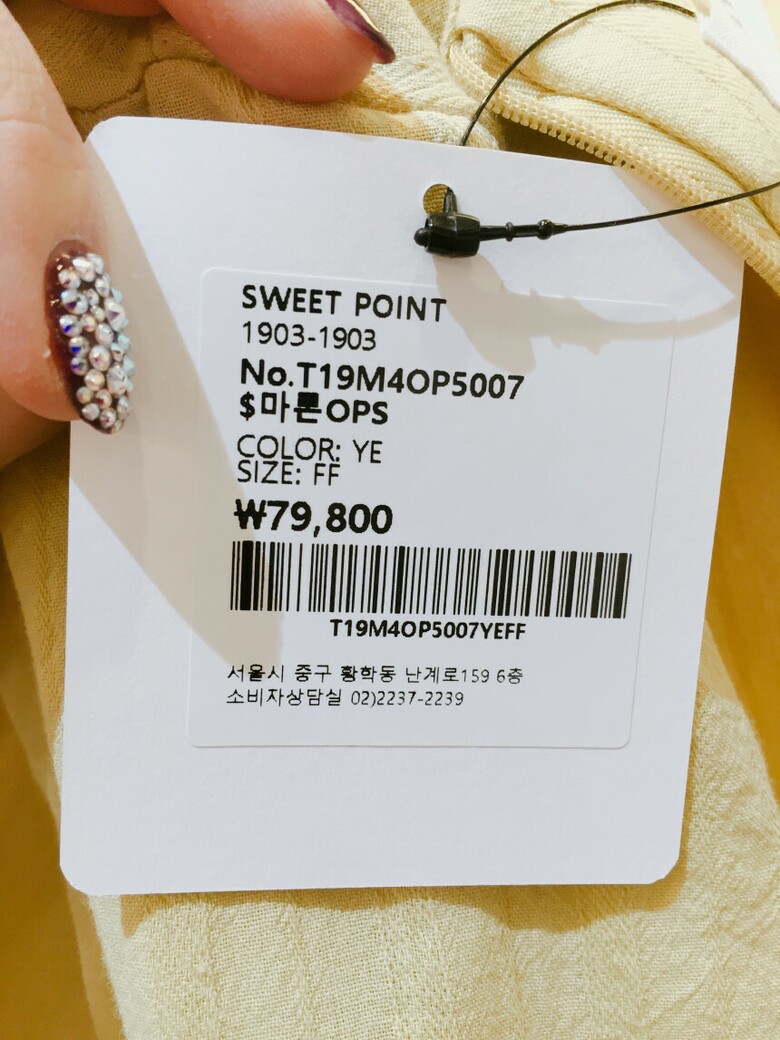 SWEET POINT
1903-1903
No.T19M4OP5007
$마른OPS
COLOR: YE
SIZE: FF
₩79,800
T19M4OP5007YEFF
서울시 중구 황학동 난계로159 6층
소비자상담실 02)2237-2239